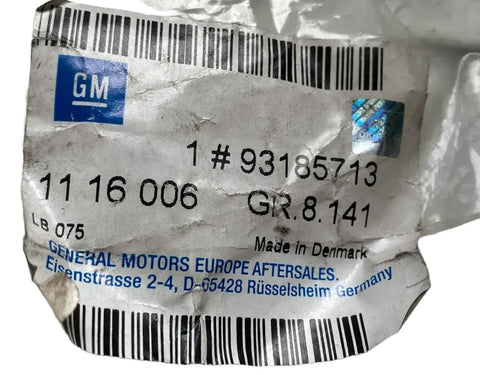 GM
1 # 93185713
11 16 006 GR.8.141
LB 075 Made in Denmark
GENERAL MOTORS EUROPE AFTERSALES.
Eisenstrasse 2-4, D-65428 Rüsselsheim Germany